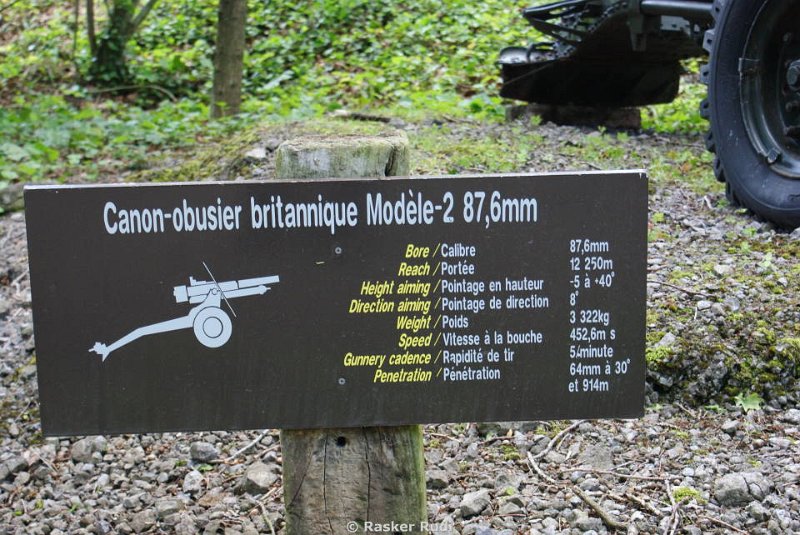 Canon-obusier britannique Modèle-2 87,6mm
Bore / Calibre 87.6mm
Reach / Portée 12 250m
Height aiming / Pointage en hauteur -5 à +40°
Direction aiming / Pointage de direction 8°
Weight / Poids 3 322kg
Speed / Vitesse à la bouche 452,6m s
Gunnery cadence / Rapidité de tir 5/minute
Penetration / Pénétration 64mm à 30°
et 914m
© Rasker Rudi